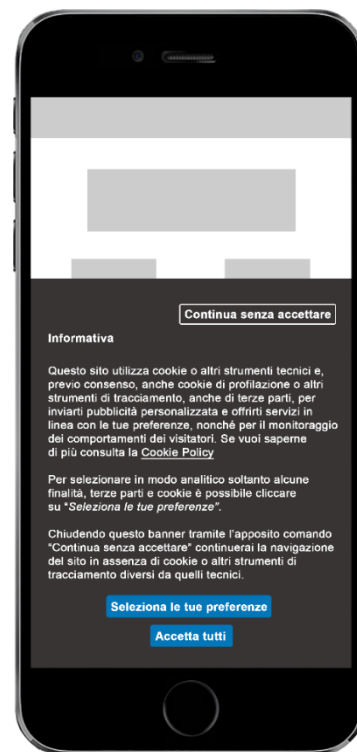 Continua senza accettare
Informativa
Questo sito utilizza cookie o altri strumenti tecnici e,
previo consenso, anche cookie di profilazione o altri
strumenti di tracciamento, anche di terze parti, per
inviarti pubblicità personalizzata e offrirti servizi in
linea con le tue preferenze, nonché per il monitoraggio
dei comportamenti dei visitatori. Se vuoi saperne
di più consulta la Cookie Policy
Per selezionare in modo analitico soltanto alcune
finalità, terze parti e cookie è possibile cliccare
su “Seleziona le tue preferenze”.
Chiudendo questo banner tramite l'apposito comando
“Continua senza accettare” continuerai la navigazione
del sito in assenza di cookie o altri strumenti di
tracciamento diversi da quelli tecnici.
Seleziona le tue preferenze
Accetta tutti